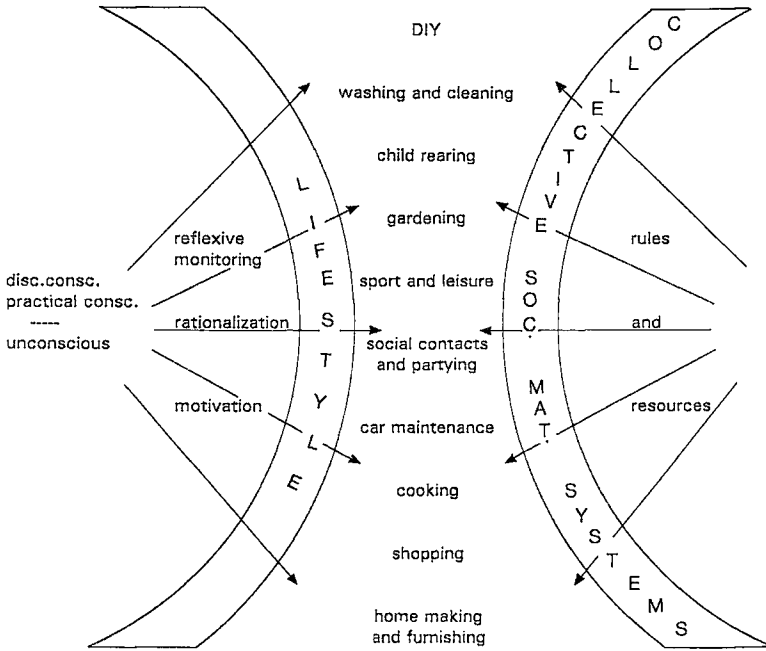 DIY
washing and cleaning
child rearing
gardening
sport and leisure
social contacts
and partying
car maintenance
cooking
shopping
home making
and furnishing
disc.consc.
practical consc.
-----
unconscious
reflexive
monitoring
rationalization
motivation
LIFESTYLE
COLLECTIVE SOC. MAT. SYSTEMS
rules
and
resources